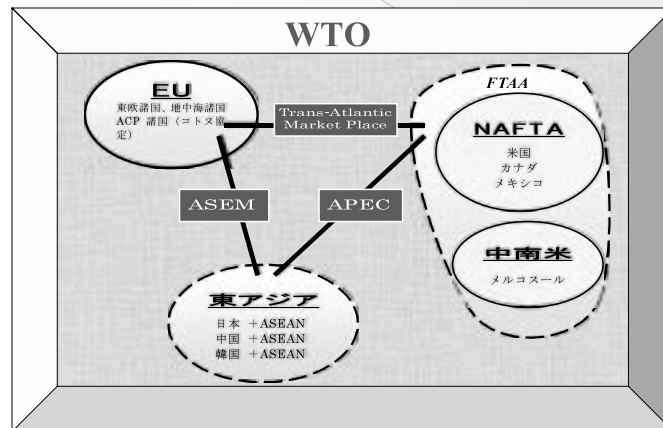 WTO
EU
東欧諸国、地中海諸国
ACP 諸国（コトヌ協
定）
Trans-Atlantic
Market Place
FTAA
NAFTA
米国
カナダ
メキシコ
ASEM
APEC
中南米
メルコスール
東アジア
日本 +ASEAN
中国 +ASEAN
韓国 +ASEAN